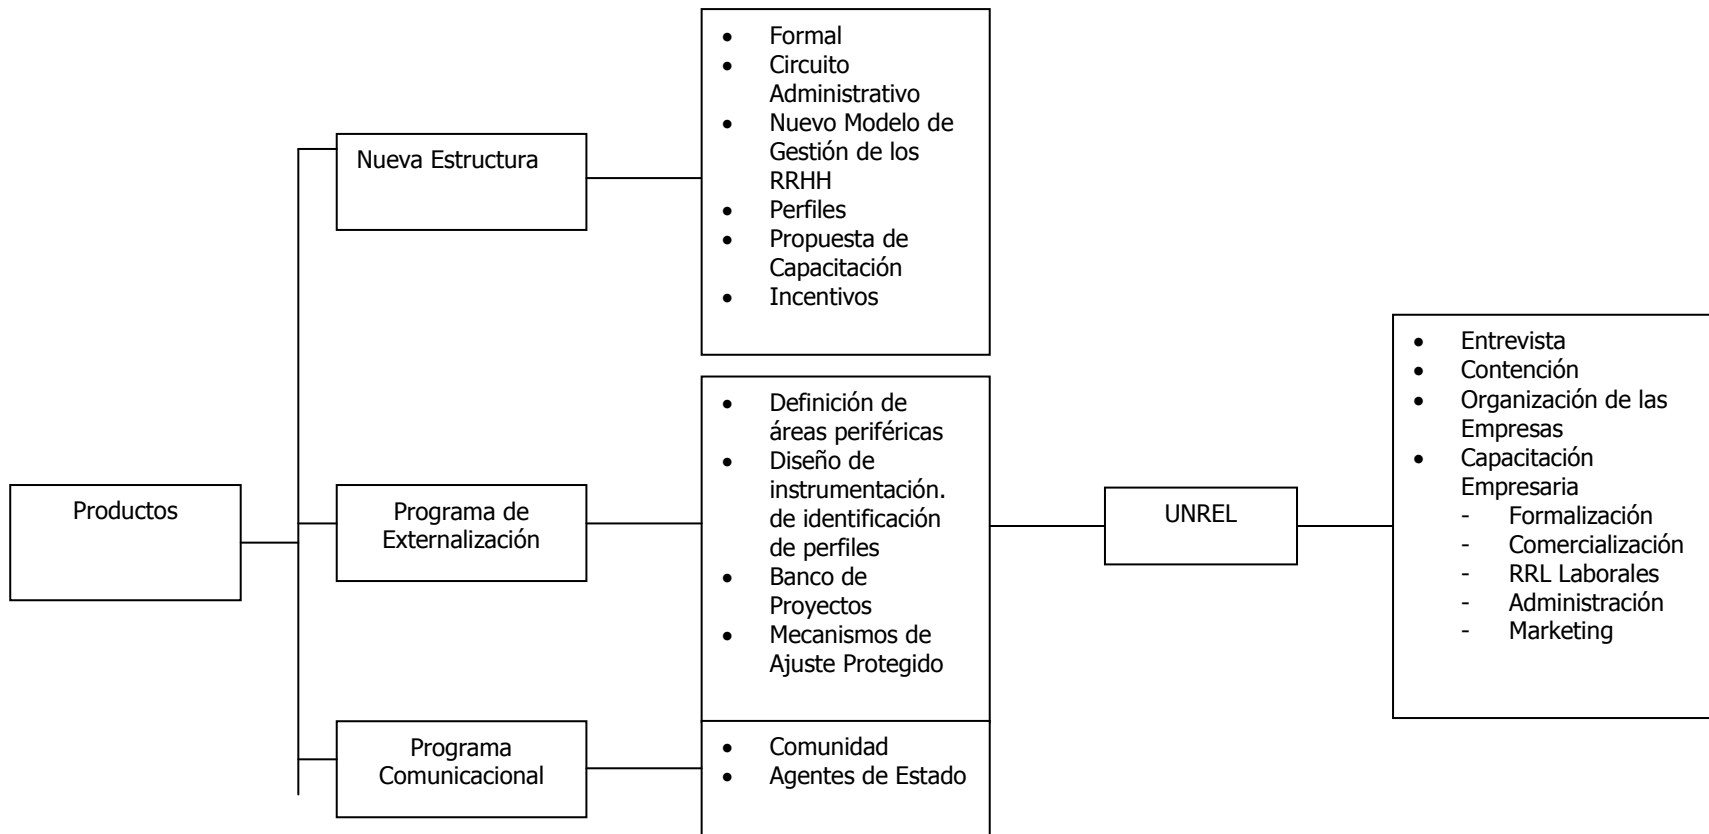 Productos
Nueva Estructura
• Formal
• Circuito
Administrativo
• Nuevo Modelo de
Gestión de los
RRHH
• Perfiles
• Propuesta de
Capacitación
• Incentivos
Programa de
Externalización
• Definición de
áreas periféricas
• Diseño de
instrumentación.
de identificación
de perfiles
• Banco de
Proyectos
• Mecanismos de
Ajuste Protegido
UNREL
• Entrevista
• Contención
• Organización de las
Empresas
• Capacitación
Empresaria
- Formalización
- Comercialización
- RRL Laborales
- Administración
- Marketing
Programa
Comunicacional
• Comunidad
• Agentes de Estado